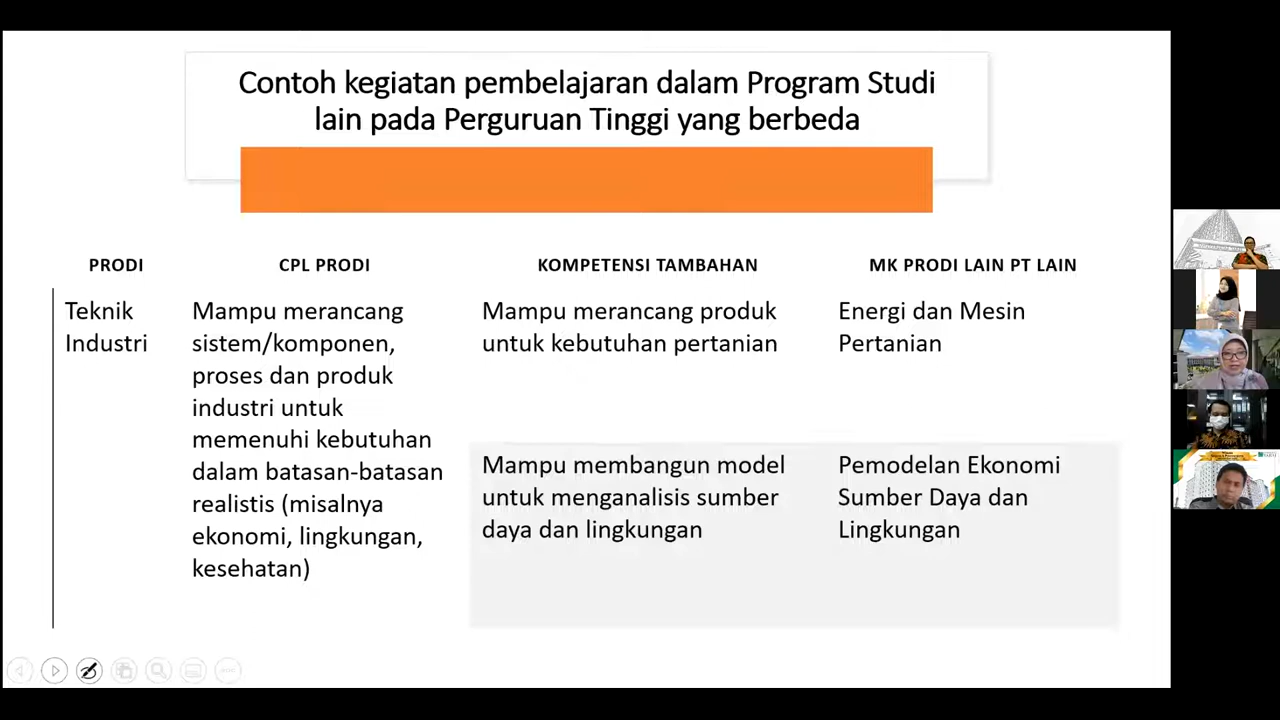 Contoh kegiatan pembelajaran dalam Program Studi
lain pada Perguruan Tinggi yang berbeda
PRODI
CPL PRODI
KOMPETENSI TAMBAHAN
MK PRODI LAIN PT LAIN
Teknik
Industri
Mampu merancang
sistem/komponen,
proses dan produk
industri untuk
memenuhi kebutuhan
dalam batasan-batasan
realistis (misalnya
ekonomi, lingkungan,
kesehatan)
Mampu merancang produk
untuk kebutuhan pertanian
Energi dan Mesin
Pertanian
Mampu membangun model
untuk menganalisis sumber
daya dan lingkungan
Pemodelan Ekonomi
Sumber Daya dan
Lingkungan